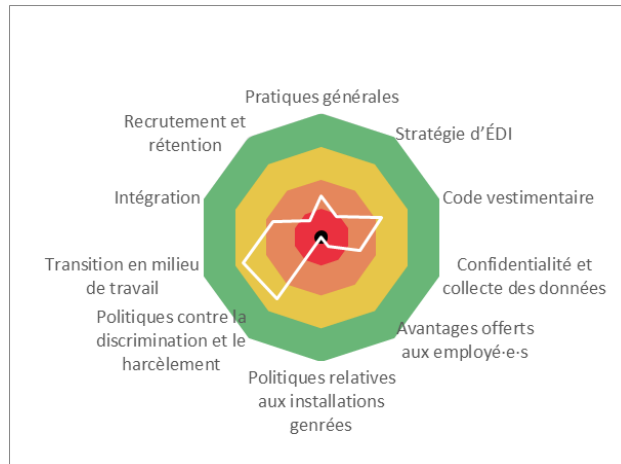 Pratiques générales
Stratégie d'ÉDI
Code vestimentaire
Confidentialité et
collecte des données
Avantages offerts
aux employé·e·s
Politiques relatives
aux installations
genrées
Politiques contre la
discrimination et le
harcèlement
Transition en milieu
de travail
Intégration
Recrutement et
rétention